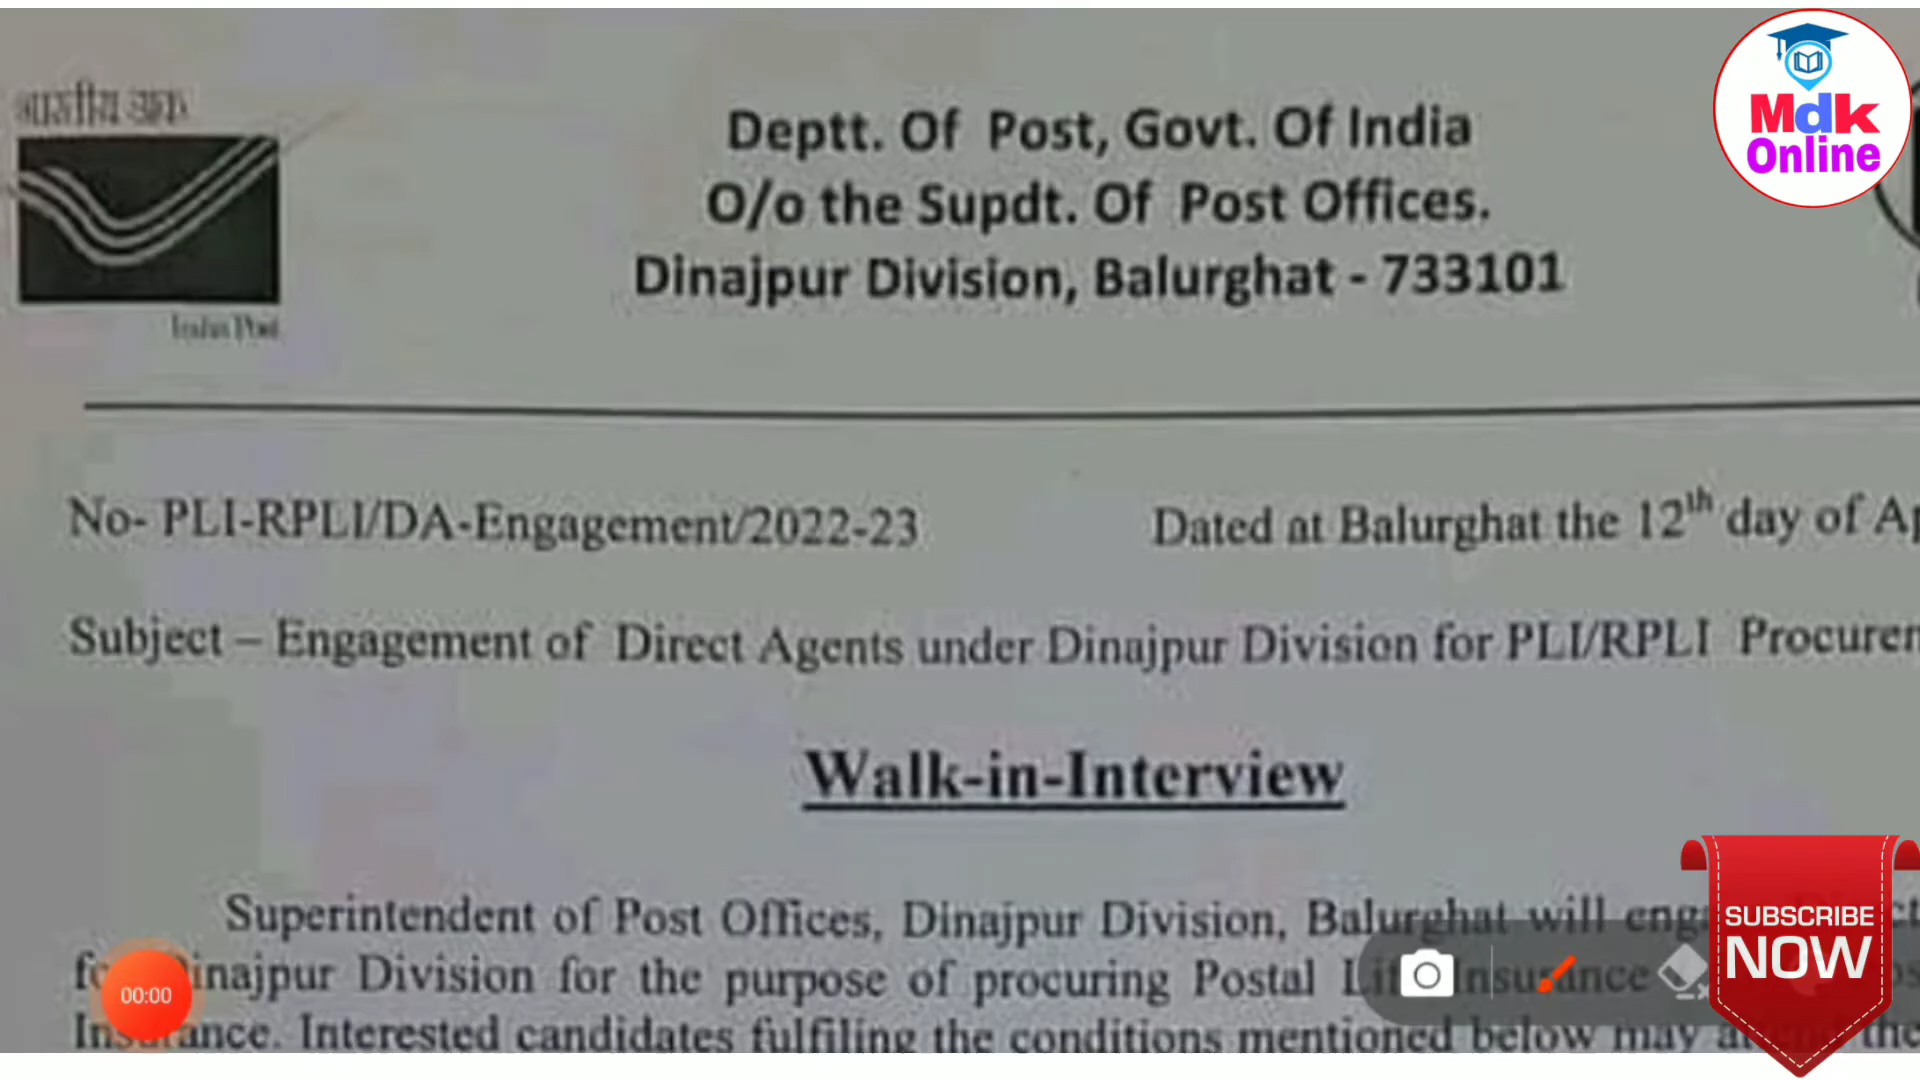 भारतीय डाक
India Post
Deptt. Of Post, Govt. Of India
O/o the Supdt. Of Post Offices.
Dinajpur Division, Balurghat - 733101
Mdk
Online
No- PLI-RPLI/DA-Engagement/2022-23
Dated at Balurghat the 12th day of
Subject – Engagement of Direct Agents under Dinajpur Division for PLI/RPLI
Walk-in-Interview
Superintendent of Post Offices, Dinajpur Division, Balurghat will
Division for the purpose of procuring Postal
Interested candidates fulfiling the conditions mentioned below may
00:00
SUBSCRIBE
NOW